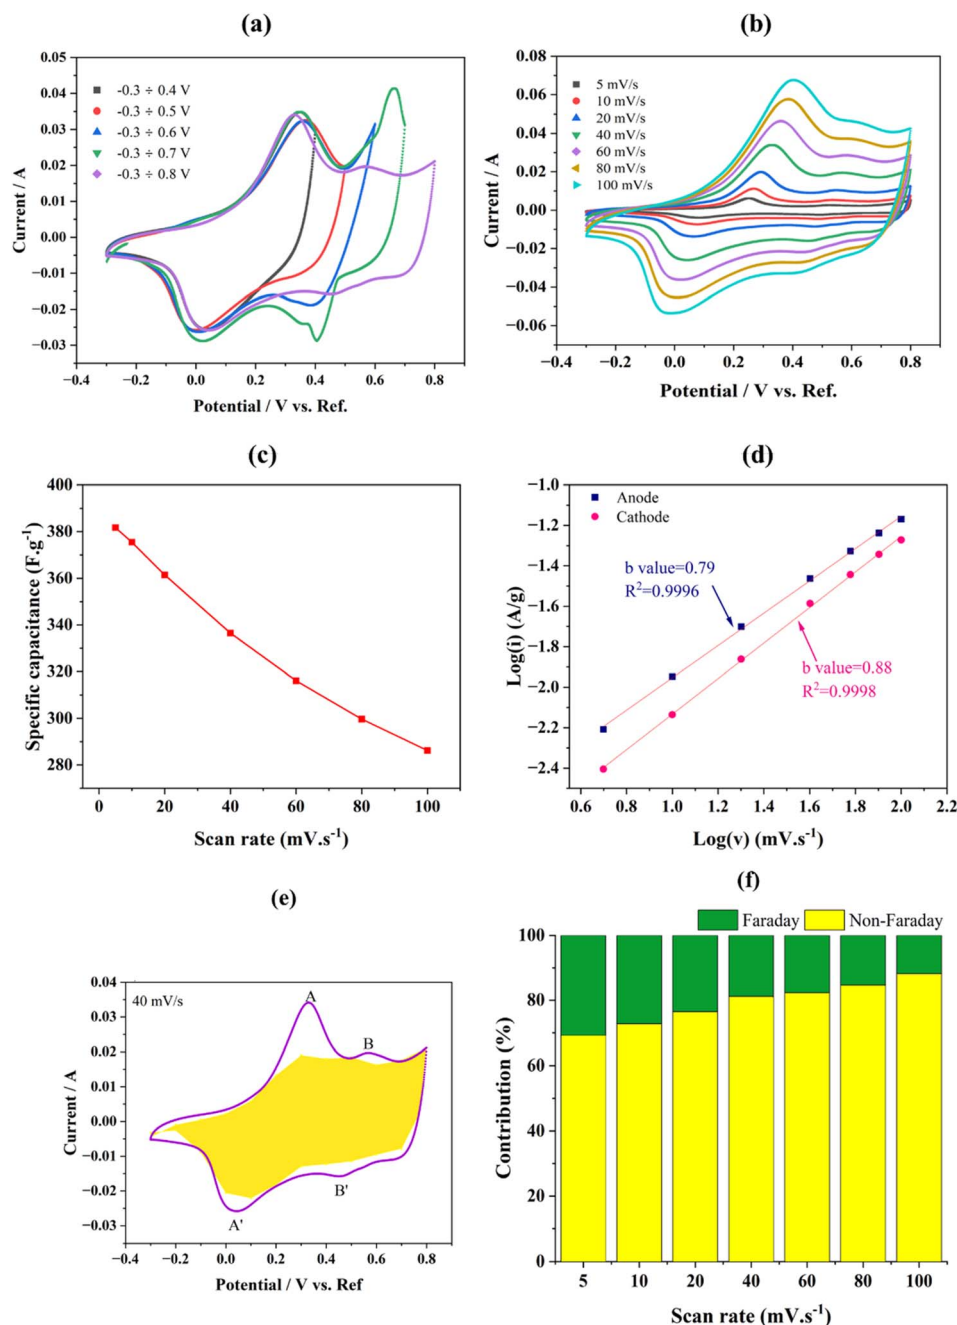 (a)
0.05
0.04
0.03
0.02
0.01
0.00
−0.01
−0.02
−0.03
Current / A
-0.3 ÷ 0.4 V
-0.3 ÷ 0.5 V
-0.3 ÷ 0.6 V
-0.3 ÷ 0.7 V
-0.3 ÷ 0.8 V
−0.4 −0.2 0.0 0.2 0.4 0.6 0.8
Potential / V vs. Ref.
(b)
0.08
0.06
0.04
0.02
0.00
−0.02
−0.04
−0.06
Current / A
5 mV/s
10 mV/s
20 mV/s
40 mV/s
60 mV/s
80 mV/s
100 mV/s
−0.4 −0.2 0.0 0.2 0.4 0.6 0.8
Potential / V vs. Ref.
(c)
400
380
360
340
320
300
280
Specific capacitance (F.g⁻¹)
0 20 40 60 80 100
Scan rate (mV.s⁻¹)
(d)
−1.0
−1.2
−1.4
−1.6
−1.8
−2.0
−2.2
−2.4
Log(i) (A/g)
Anode
Cathode
b value=0.79
R²=0.9996
b value=0.88
R²=0.9998
0.6 0.8 1.0 1.2 1.4 1.6 1.8 2.0 2.2
Log(v) (mV.s⁻¹)
(e)
0.04
0.03
0.02
0.01
0.00
−0.01
−0.02
−0.03
Current / A
40 mV/s
A
B
B'
A'
−0.4 −0.2 0.0 0.2 0.4 0.6 0.8
Potential / V vs. Ref
(f)
Faraday Non-Faraday
100
80
60
40
20
0
Contribution (%)
5 10 20 40 60 80 100
Scan rate (mV.s⁻¹)